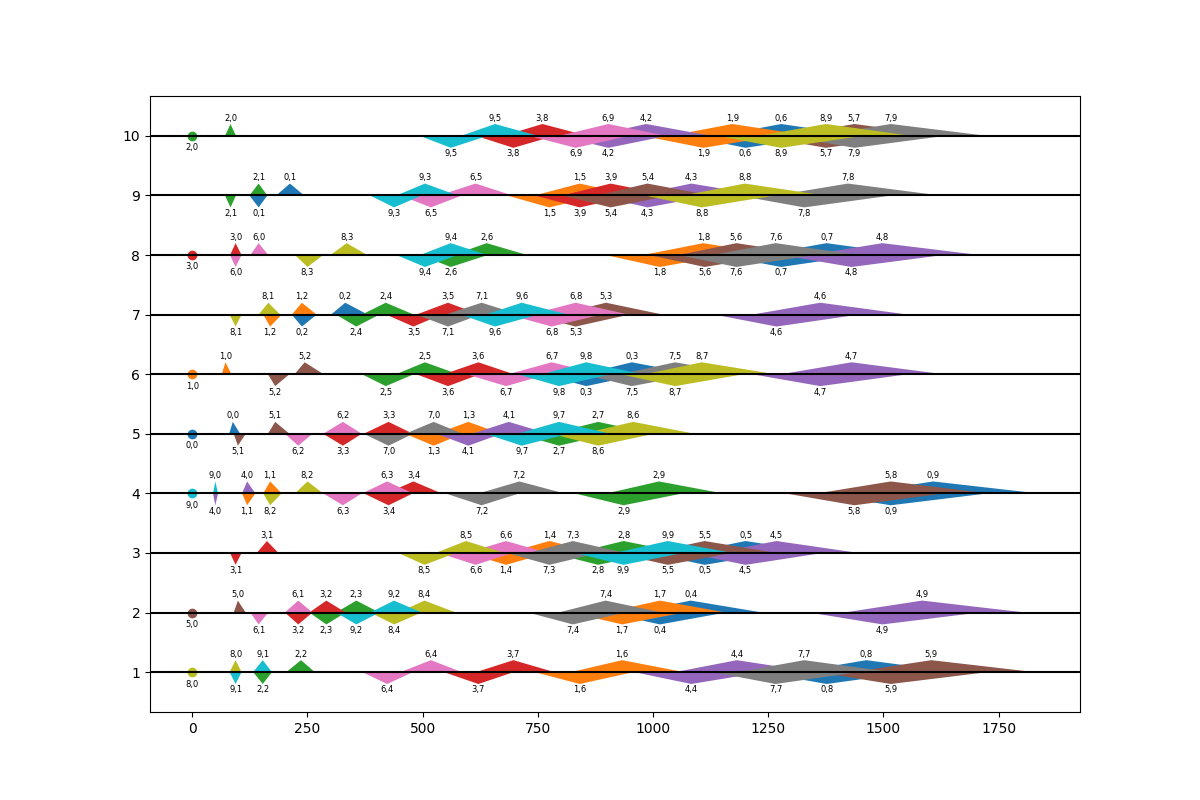 2,0 9,5 3,8 6,9 4,2 1,9 0,6 8,9 5,7 7,9
10
2,0 9,5 3,8 6,9 4,2 1,9 0,6 8,9 5,7 7,9
2,1 0,1 9,3 6,5 1,5 3,9 5,4 4,3 8,8 7,8
9
2,1 0,1 9,3 6,5 1,5 3,9 5,4 4,3 8,8 7,8
3,0 6,0 8,3 9,4 2,6 1,8 5,6 7,6 0,7 4,8
8
3,0 6,0 8,3 9,4 2,6 1,8 5,6 7,6 0,7 4,8
8,1 1,2 0,2 2,4 3,5 7,1 9,6 6,8 5,3 4,6
7
8,1 1,2 0,2 2,4 3,5 7,1 9,6 6,8 5,3 4,6
1,0 5,2 2,5 3,6 6,7 9,8 0,3 7,5 8,7 4,7
6
1,0 5,2 2,5 3,6 6,7 9,8 0,3 7,5 8,7 4,7
0,0 5,1 6,2 3,3 7,0 1,3 4,1 9,7 2,7 8,6
5
0,0 5,1 6,2 3,3 7,0 1,3 4,1 9,7 2,7 8,6
9,0 4,0 1,1 8,2 6,3 3,4 7,2 2,9 5,8 0,9
4
9,0 4,0 1,1 8,2 6,3 3,4 7,2 2,9 5,8 0,9
3,1 8,5 6,6 1,4 7,3 2,8 9,9 5,5 0,5 4,5
3
3,1 8,5 6,6 1,4 7,3 2,8 9,9 5,5 0,5 4,5
5,0 6,1 3,2 2,3 9,2 8,4 7,4 1,7 0,4 4,9
2
5,0 6,1 3,2 2,3 9,2 8,4 7,4 1,7 0,4 4,9
8,0 9,1 2,2 6,4 3,7 1,6 4,4 7,7 0,8 5,9
1
8,0 9,1 2,2 6,4 3,7 1,6 4,4 7,7 0,8 5,9
0 250 500 750 1000 1250 1500 1750